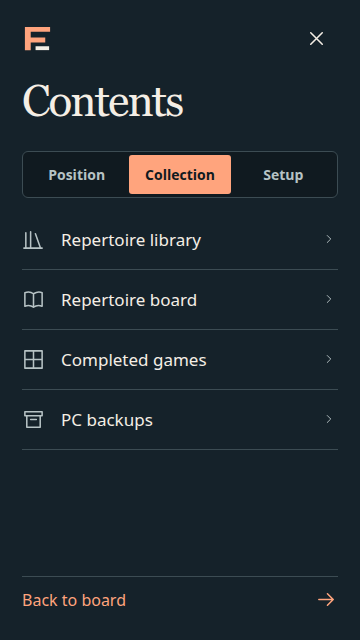 Contents
Position
Collection
Setup
Repertoire library
Repertoire board
Completed games
PC backups
Back to board